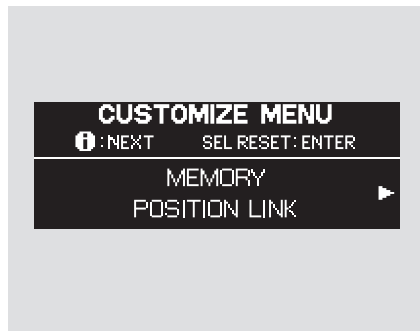 CUSTOMIZE MENU
i:NEXT SEL RESET:ENTER
MEMORY
POSITION LINK